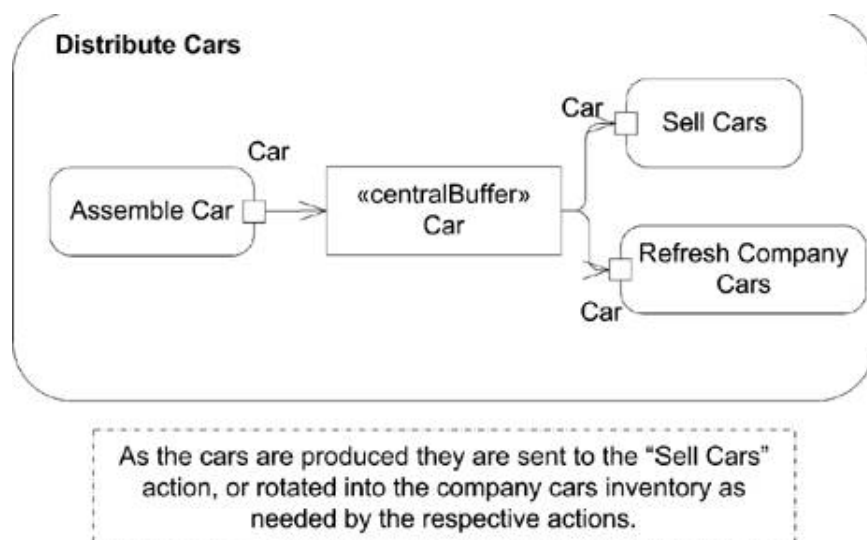 Distribute Cars
Car
Sell Cars
Car
Assemble Car
«centralBuffer»
Car
Refresh Company
Cars
Car
As the cars are produced they are sent to the “Sell Cars”
action, or rotated into the company cars inventory as
needed by the respective actions.